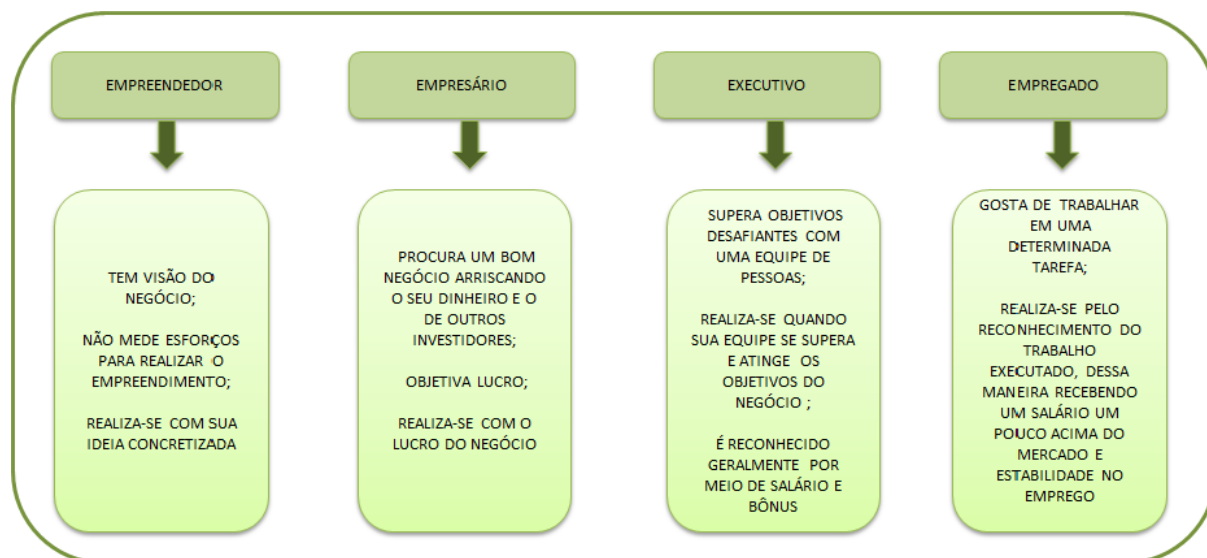 EMPREENDEDOR
TEM VISÃO DO
NEGÓCIO;
NÃO MEDE ESFORÇOS
PARA REALIZAR O
EMPREENDIMENTO;
REALIZA-SE COM SUA
IDEIA CONCRETIZADA
EMPRESÁRIO
PROCURA UM BOM
NEGÓCIO ARRISCANDO
O SEU DINHEIRO E O
DE OUTROS
INVESTIDORES;
OBJETIVA LUCRO;
REALIZA-SE COM O
LUCRO DO NEGÓCIO
EXECUTIVO
SUPERA OBJETIVOS
DESAFIANTES COM
UMA EQUIPE DE
PESSOAS;
REALIZA-SE QUANDO
SUA EQUIPE SE SUPERA
E ATINGE OS
OBJETIVOS DO
NEGÓCIO ;
É RECONHECIDO
GERALMENTE POR
MEIO DE SALÁRIO E
BÔNUS
EMPREGADO
GOSTA DE TRABALHAR
EM UMA
DETERMINADA
TAREFA;
REALIZA-SE PELO
RECONHECIMENTO DO
TRABALHO
EXECUTADO, DESSA
MANEIRA RECEBENDO
UM SALÁRIO UM
POUCO ACIMA DO
MERCADO E
ESTABILIDADE NO
EMPREGO